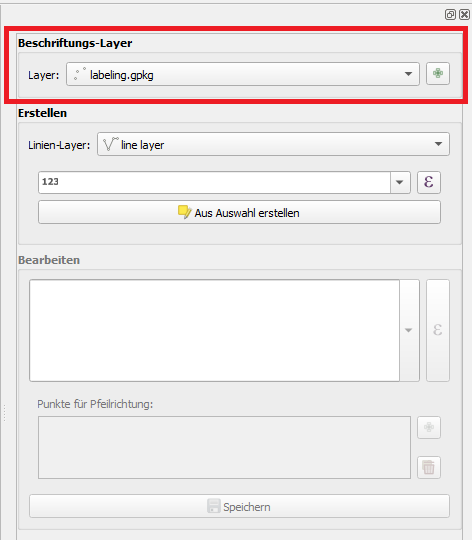 Beschriftungs-Layer
Layer: labeling.gpkg
Erstellen
Linien-Layer: line layer
123
ε
Aus Auswahl erstellen
Bearbeiten
ε
Punkte für Pfeilrichtung:
Speichern